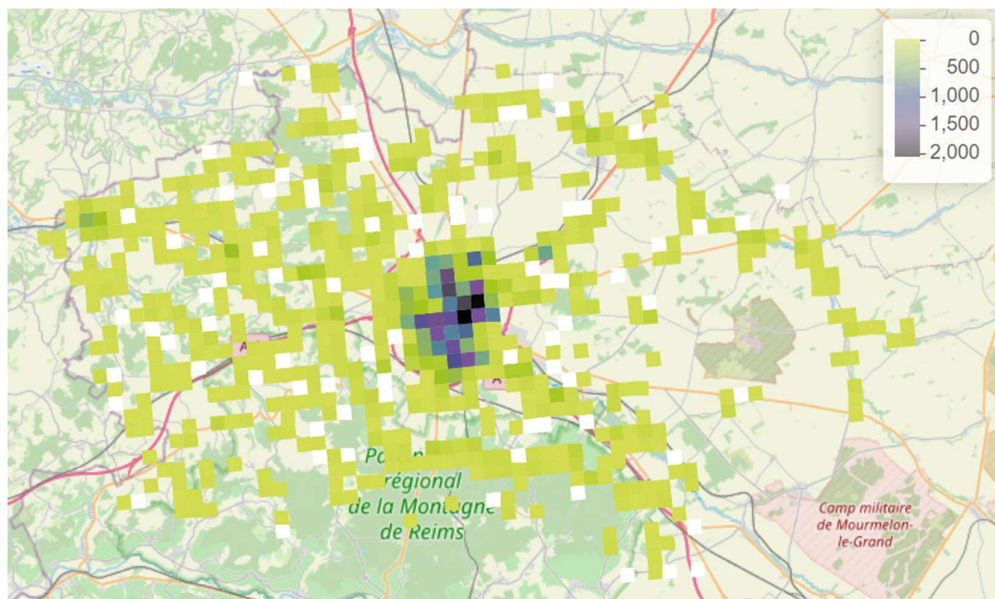 0
500
1,000
1,500
2,000
A
A
régional
de la Montagne
de Reims
Camp militaire
de Mourmelon-
le-Grand